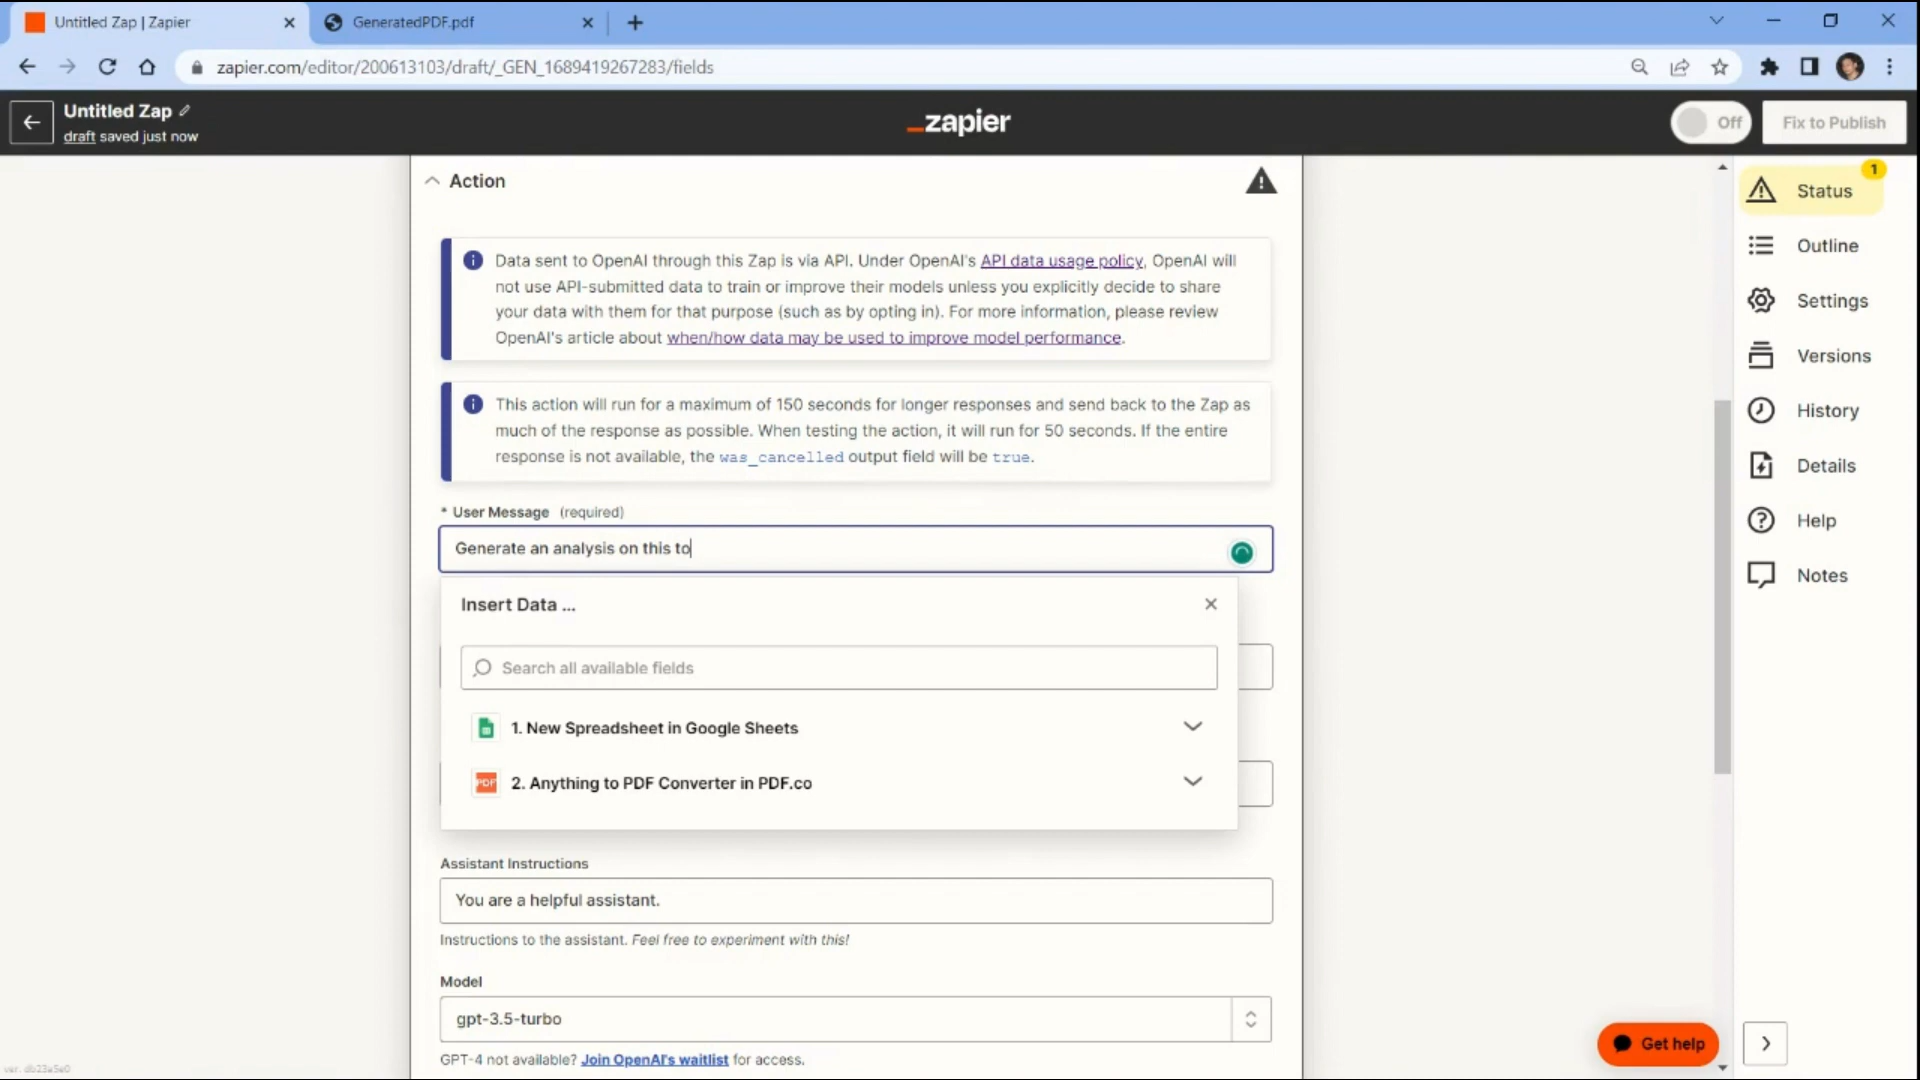 Untitled Zap | Zapier
GeneratedPDF.pdf
zapier.com/editor/200613103/draft/_GEN_1689419267283/fields
Untitled Zap
draft saved just now
_zapier
Off
Fix to Publish
Action
Data sent to OpenAI through this Zap is via API. Under OpenAI's API data usage policy, OpenAI will
not use API-submitted data to train or improve their models unless you explicitly decide to share
your data with them for that purpose (such as by opting in). For more information, please review
OpenAI's article about when/how data may be used to improve model performance.
This action will run for a maximum of 150 seconds for longer responses and send back to the Zap as
much of the response as possible. When testing the action, it will run for 50 seconds. If the entire
response is not available, the was_cancelled output field will be true.
* User Message (required)
Generate an analysis on this to
Insert Data ...
Search all available fields
1. New Spreadsheet in Google Sheets
PDF
2. Anything to PDF Converter in PDF.co
Assistant Instructions
You are a helpful assistant.
Instructions to the assistant. Feel free to experiment with this!
Model
gpt-3.5-turbo
GPT-4 not available? Join OpenAI's waitlist for access.
1
Status
Outline
Settings
Versions
History
Details
Help
Notes
Get help
ver. db23a5e0